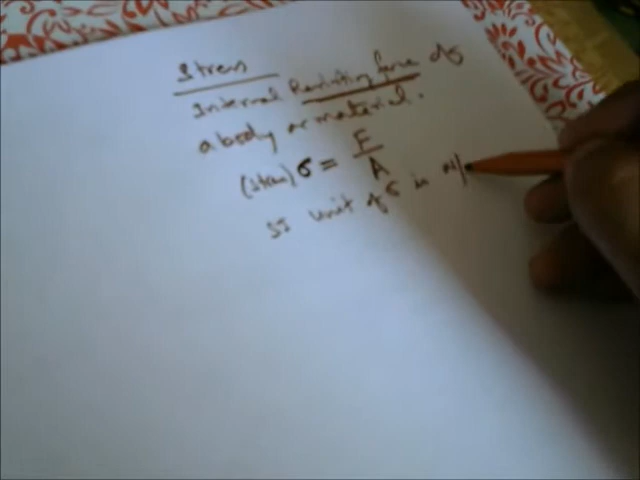 Stress
Internal Resisting force of
a body or material.
(stress) σ = F/A
SI unit of σ is N/